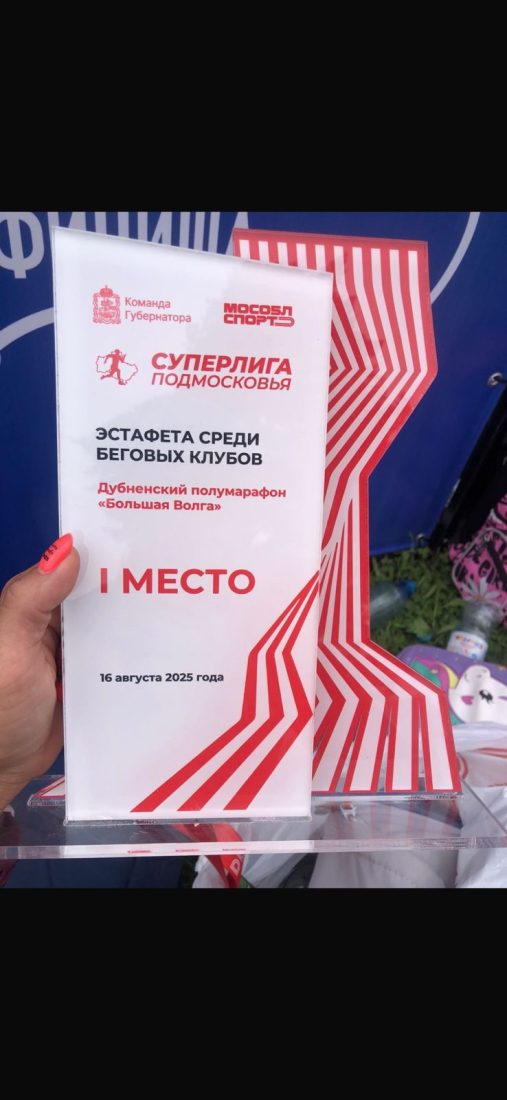 ФИНИША
Команда
Губернатора
МОСОБЛ
СПОРТ
СУПЕРЛИГА
ПОДМОСКОВЬЯ
ЭСТАФЕТА СРЕДИ
БЕГОВЫХ КЛУБОВ
Дубненский полумарафон
«Большая Волга»
I МЕСТО
16 августа 2025 года